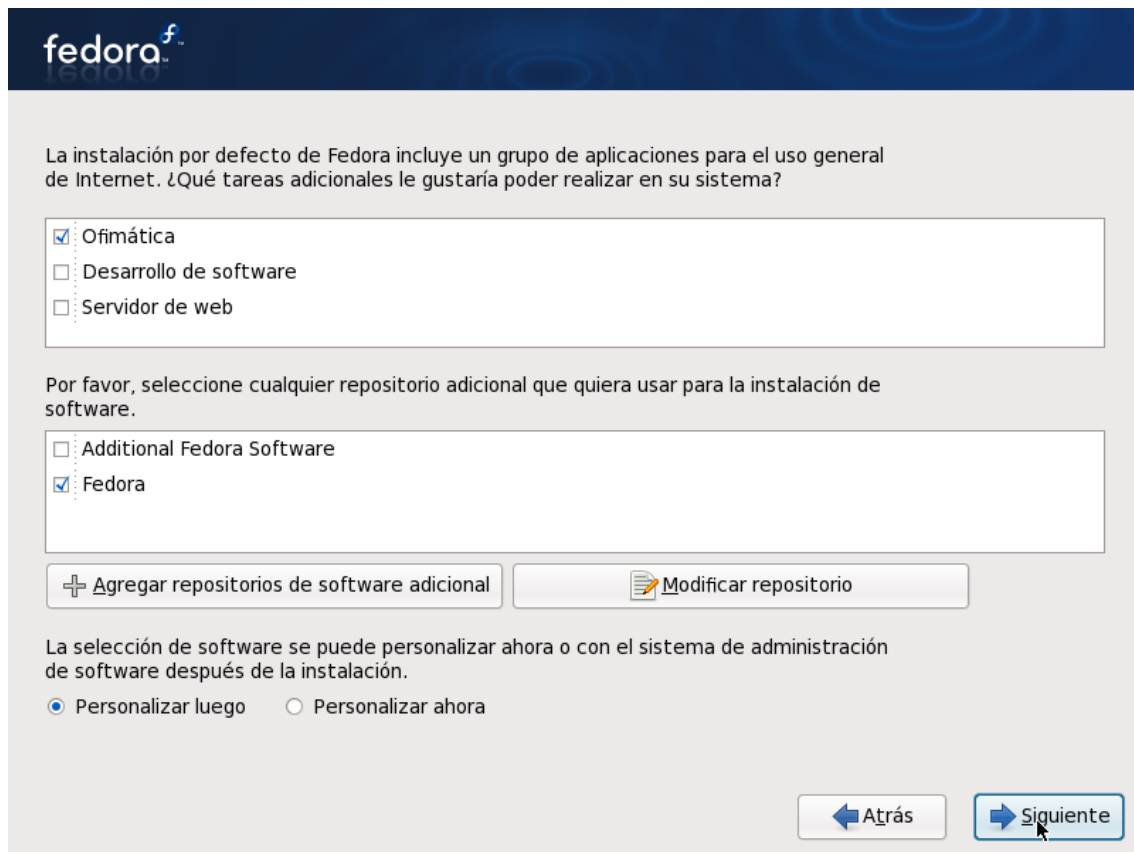 fedora
La instalación por defecto de Fedora incluye un grupo de aplicaciones para el uso general
de Internet. ¿Qué tareas adicionales le gustaría poder realizar en su sistema?
Ofimática
Desarrollo de software
Servidor de web
Por favor, seleccione cualquier repositorio adicional que quiera usar para la instalación de
software.
Additional Fedora Software
Fedora
Agregar repositorios de software adicional
Modificar repositorio
La selección de software se puede personalizar ahora o con el sistema de administración
de software después de la instalación.
Personalizar luego
Personalizar ahora
Atrás
Siguiente